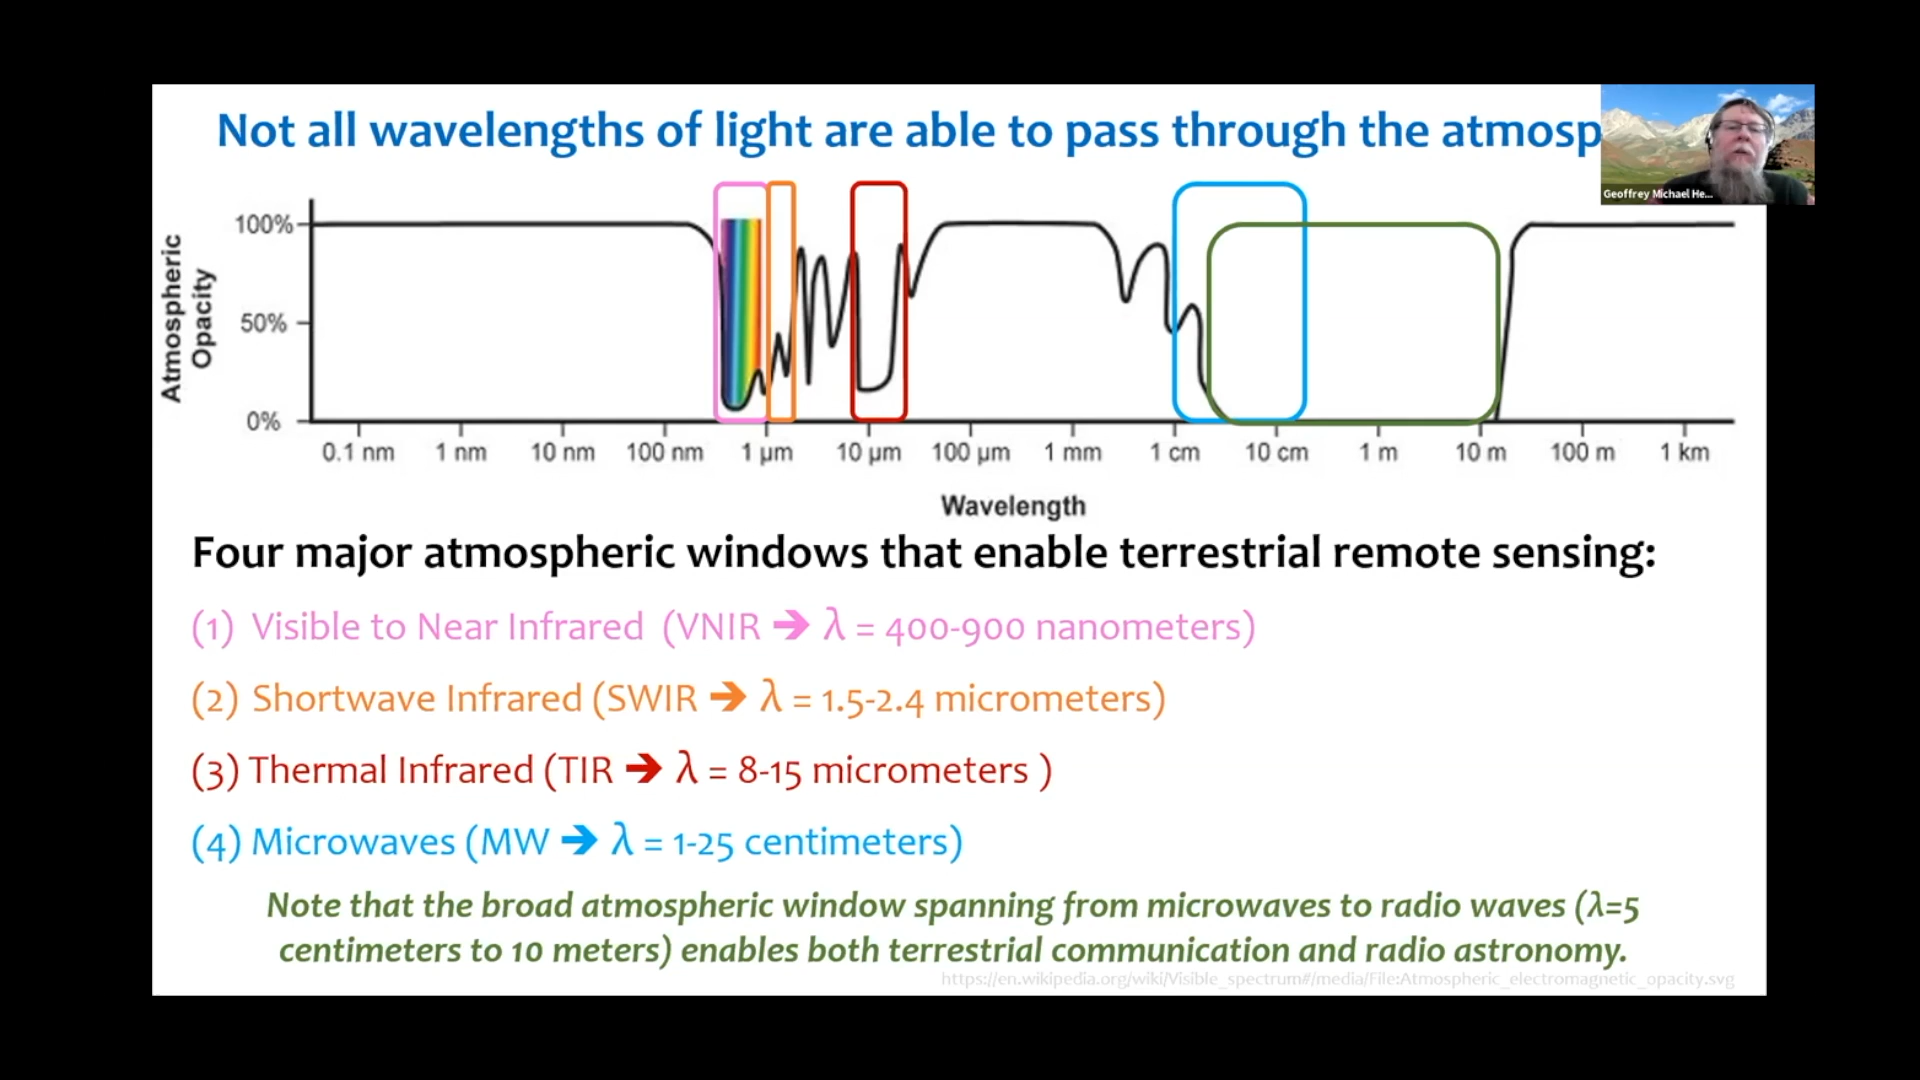 Not all wavelengths of light are able to pass through the atmosp
Geoffrey Michael He...
Atmospheric
Opacity
100%
50%
0%
0.1 nm 1 nm 10 nm 100 nm 1 µm 10 µm 100 µm 1 mm 1 cm 10 cm 1 m 10 m 100 m 1 km
Wavelength
Four major atmospheric windows that enable terrestrial remote sensing:
(1) Visible to Near Infrared (VNIR ➔ λ = 400-900 nanometers)
(2) Shortwave Infrared (SWIR ➔ λ = 1.5-2.4 micrometers)
(3) Thermal Infrared (TIR ➔ λ = 8-15 micrometers )
(4) Microwaves (MW ➔ λ = 1-25 centimeters)
Note that the broad atmospheric window spanning from microwaves to radio waves (λ=5
centimeters to 10 meters) enables both terrestrial communication and radio astronomy.
https://en.wikipedia.org/wiki/Visible_spectrum#/media/File:Atmospheric_electromagnetic_opacity.svg